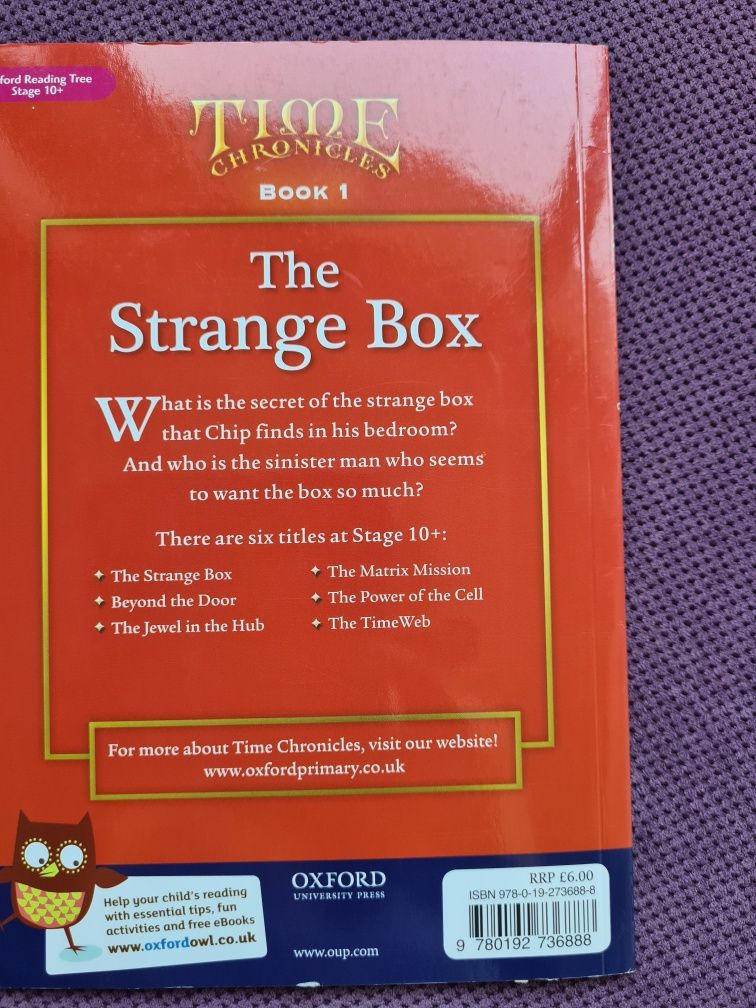 ford Reading Tree
Stage 10+
TIME
CHRONICLES
BOOK 1
The
Strange Box
What is the secret of the strange box
that Chip finds in his bedroom?
And who is the sinister man who seems
to want the box so much?
There are six titles at Stage 10+:
The Strange Box
Beyond the Door
The Jewel in the Hub
The Matrix Mission
The Power of the Cell
The TimeWeb
For more about Time Chronicles, visit our website!
www.oxfordprimary.co.uk
Help your child's reading
with essential tips, fun
activities and free eBooks
www.oxfordowl.co.uk
OXFORD
UNIVERSITY PRESS
www.oup.com
RRP £6.00
ISBN 978-0-19-273688-8
9 780192 736888